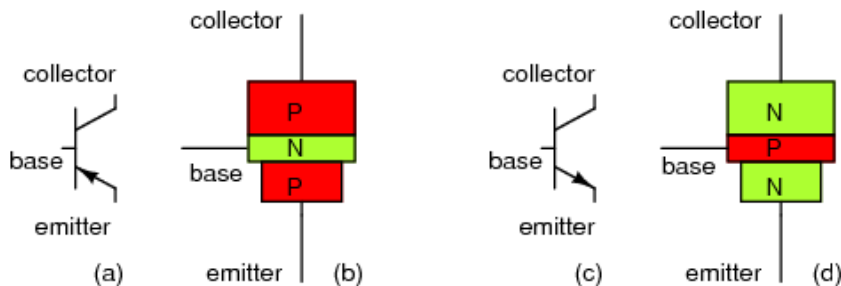 collector
base
emitter
(a)
collector
P
N
P
base
emitter
(b)
collector
base
emitter
(c)
collector
N
P
N
base
emitter
(d)